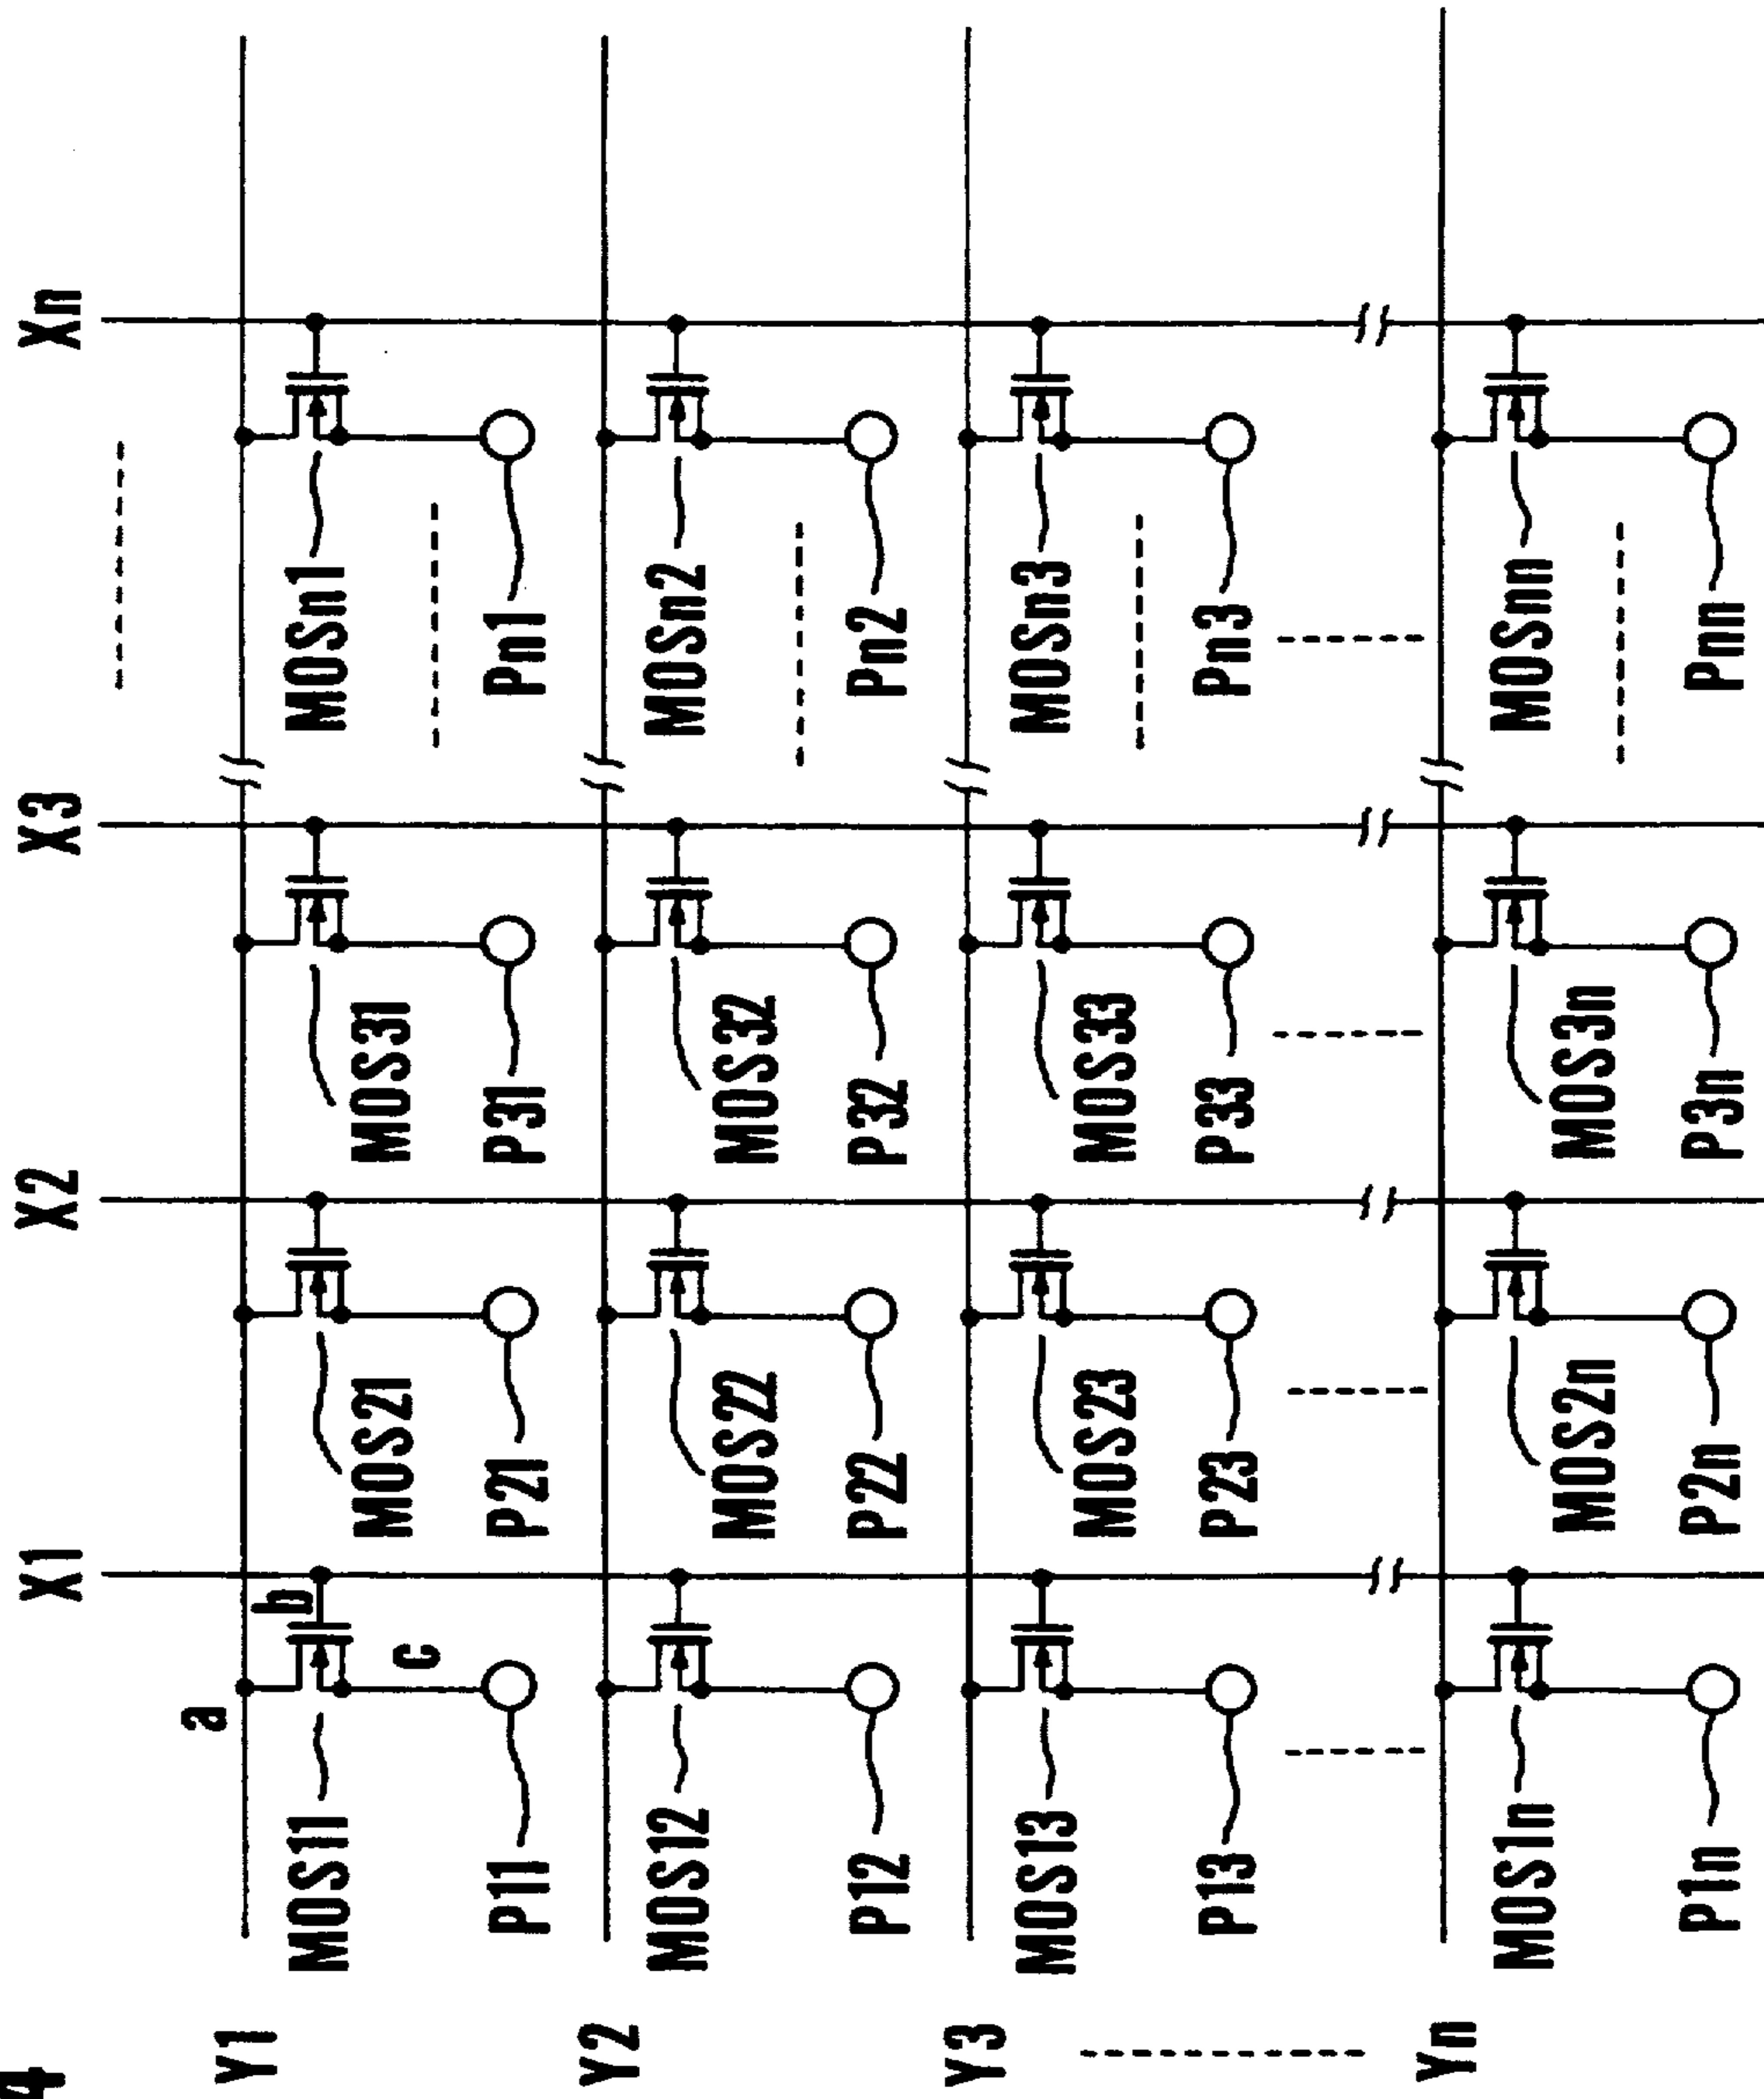 4 X1 X2 X3 Xn
a
Y1
b
MOS11 MOSn1
MOS21 MOS31
c
P11 P21 P31 Pn1
Y2
MOS12 MOSn2
MOS22 MOS32
P12 P22 P32 Pn2
Y3
MOS13 MOSn3
MOS23 MOS33
P13 P23 P33 Pn3
Yn
MOS1n MOSnn
MOS2n MOS3n
P1n P2n P3n Pnn